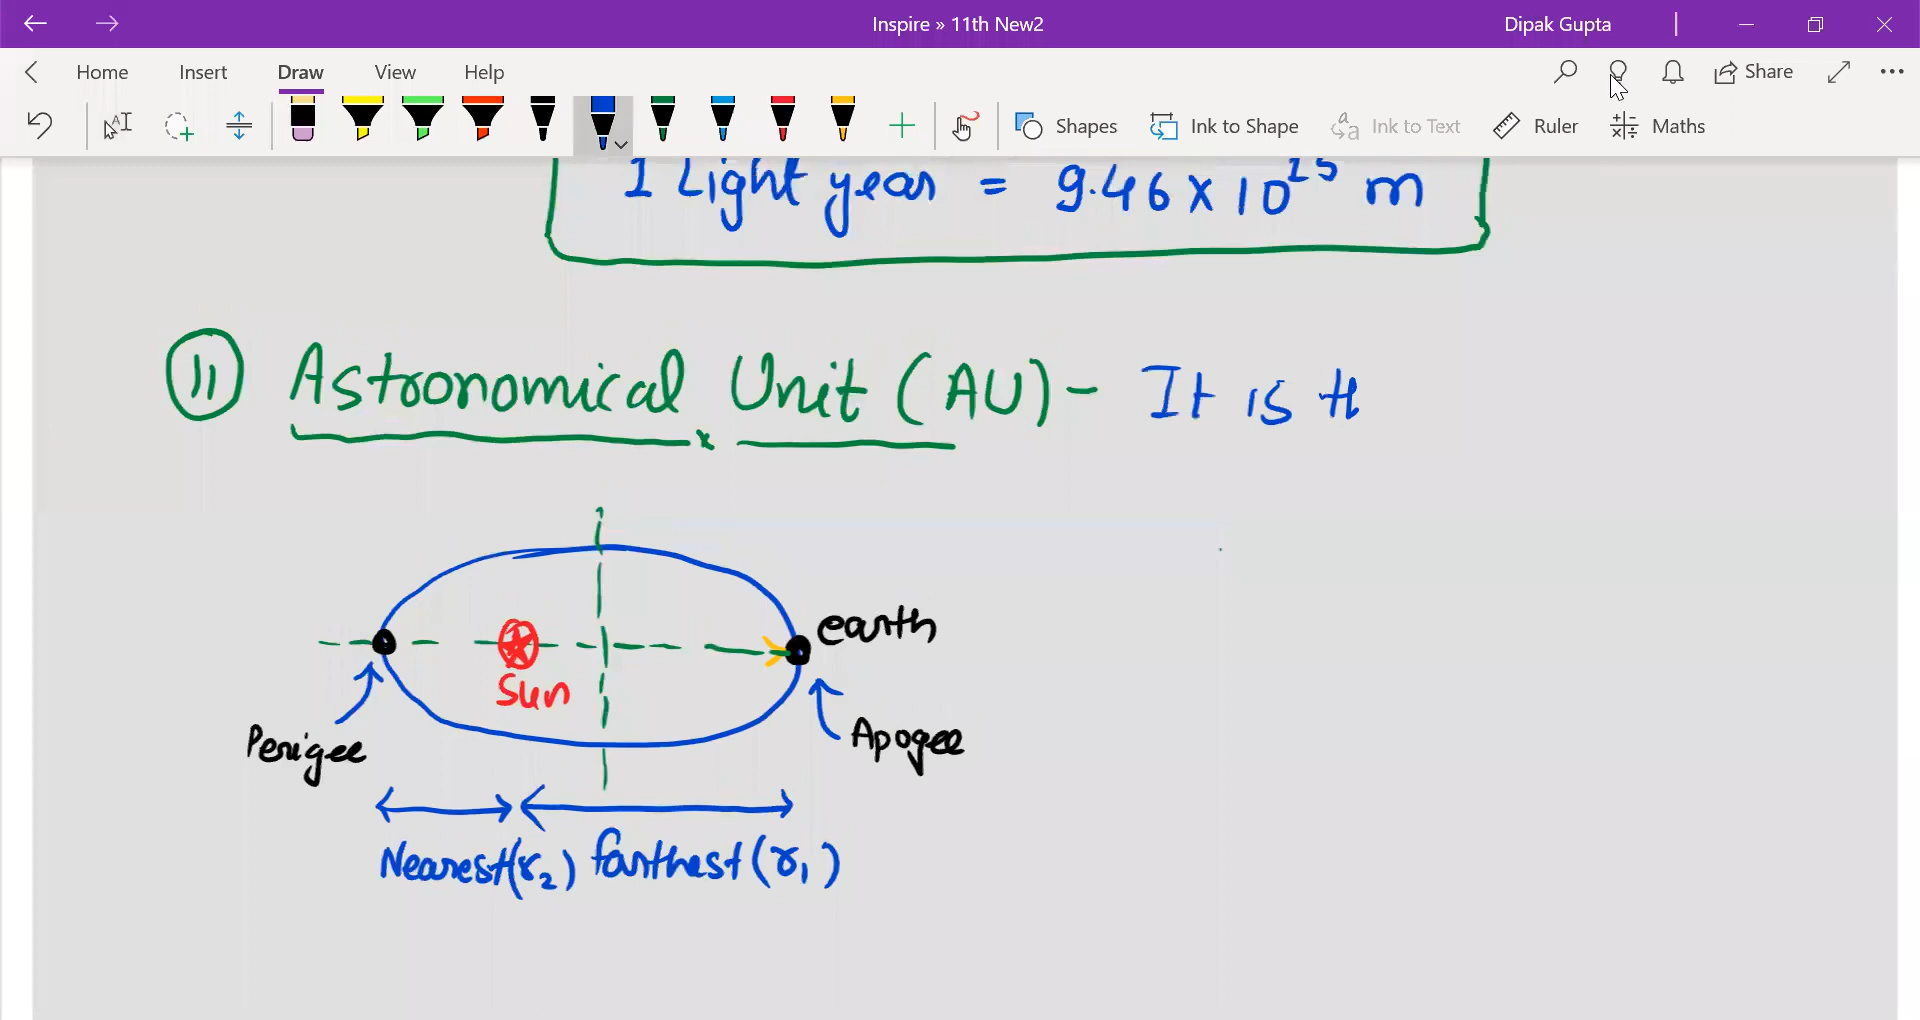 Inspire » 11th New2
Dipak Gupta
Home Insert Draw View Help
Share
Shapes Ink to Shape Ink to Text Ruler Maths
1 Light year = 9.46 × 10^15 m
11 Astronomical Unit (AU) - It is th
earth
Sun
Perigee
Apogee
Nearest(r2) farthest (r1)